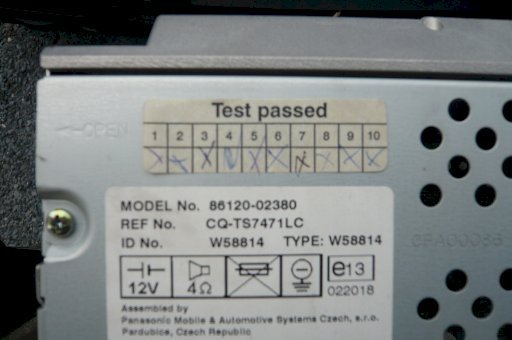 Test passed
1 2 3 4 5 6 7 8 9 10
OPEN
MODEL No. 86120-02380
REF No. CQ-TS7471LC
ID No. W58814 TYPE: W58814
12V 4Ω e13
022018
Assembled by
Panasonic Mobile & Automotive Systems Czech, s.r.o.
Pardubice, Czech Republic